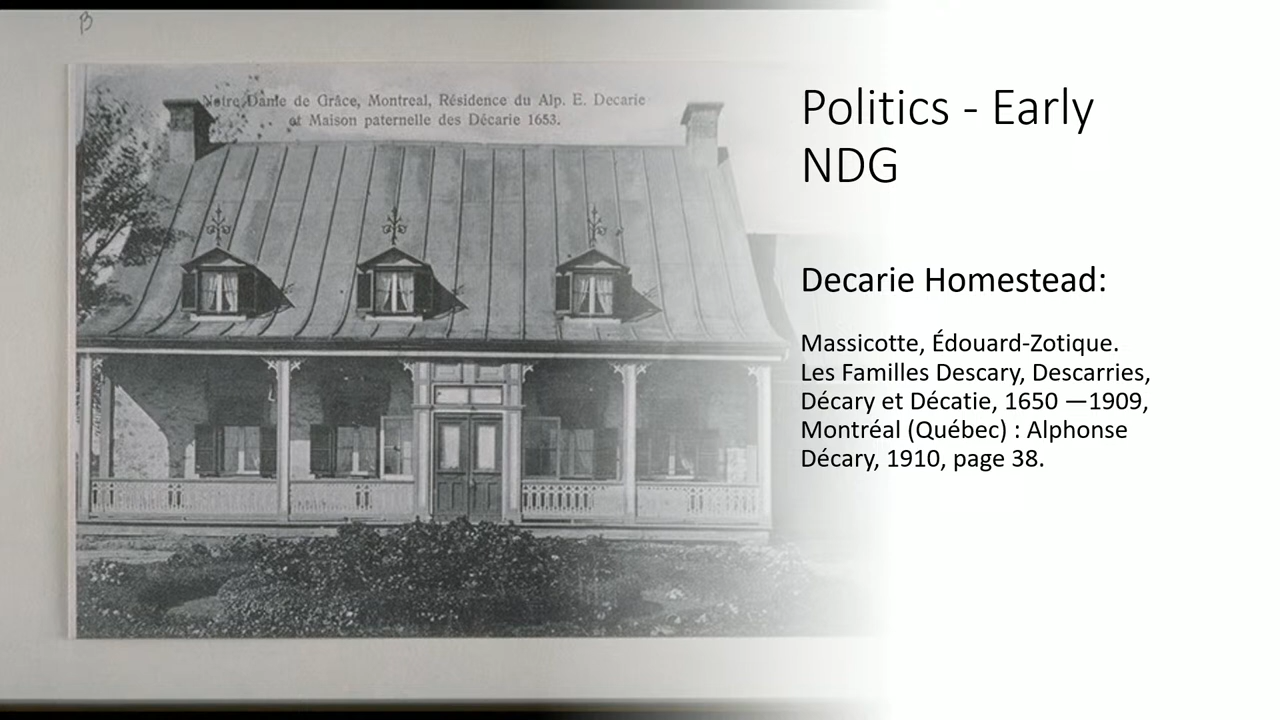 B
Notre Dame de Grâce, Montreal, Résidence du Alp. E. Decarie
et Maison paternelle des Décarie 1653.
Politics - Early
NDG
Decarie Homestead:
Massicotte, Édouard-Zotique.
Les Familles Descary, Descarries,
Décary et Décatie, 1650 —1909,
Montréal (Québec) : Alphonse
Décary, 1910, page 38.